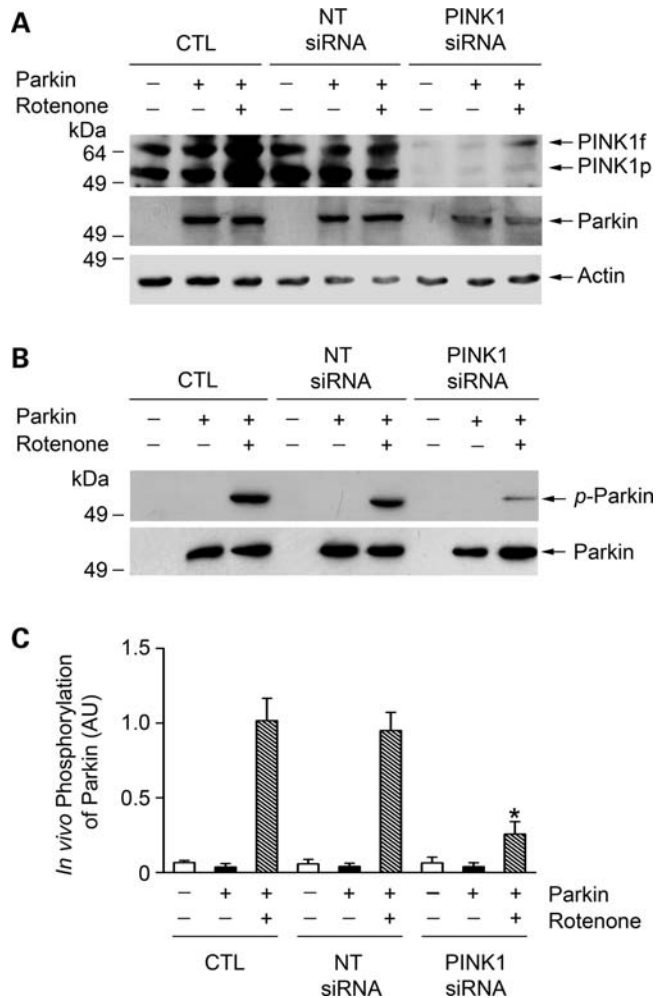 A
CTL
NT
siRNA
PINK1
siRNA
Parkin – + + – + + – + +
Rotenone – – + – – + – – +
kDa
64 –
49 –
PINK1f
PINK1p
49 –
Parkin
49 –
Actin
B
CTL
NT
siRNA
PINK1
siRNA
Parkin – + + – + + – + +
Rotenone – – + – – + – – +
kDa
49 –
p-Parkin
49 –
Parkin
C
In vivo Phosphorylation
of Parkin (AU)
1.5
1.0
0.5
0
*
– + + – + + – + + Parkin
– – + – – + – – + Rotenone
CTL
NT
siRNA
PINK1
siRNA